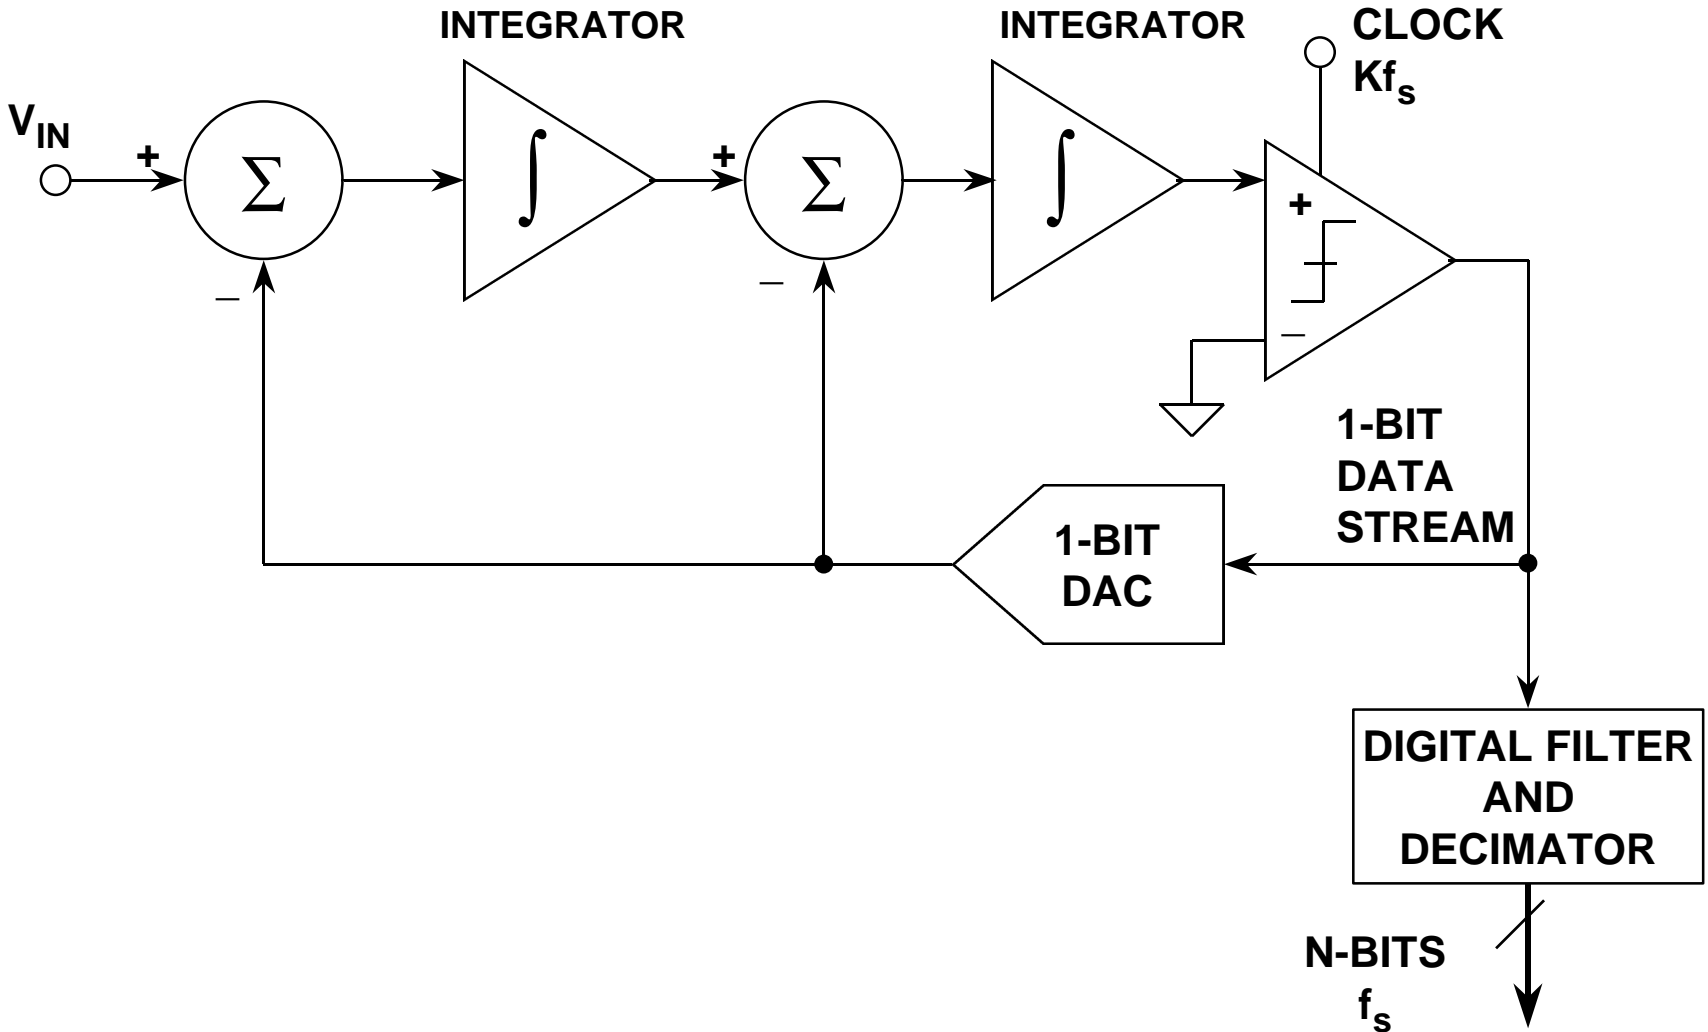 INTEGRATOR
INTEGRATOR
CLOCK
Kfs
VIN
+
Σ
∫
+
Σ
∫
+
–
–
–
1-BIT
DATA
STREAM
1-BIT
DAC
DIGITAL FILTER
AND
DECIMATOR
N-BITS
fs